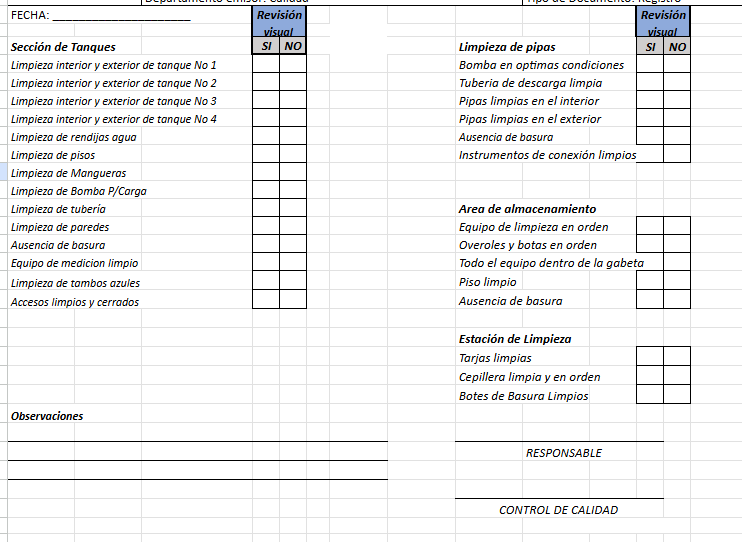 Departamento emisor: Calidad
Tipo de Documento: Registro
FECHA: ______________________
Revisión visual
SI NO
Sección de Tanques
Limpieza interior y exterior de tanque No 1
Limpieza interior y exterior de tanque No 2
Limpieza interior y exterior de tanque No 3
Limpieza interior y exterior de tanque No 4
Limpieza de rendijas agua
Limpieza de pisos
Limpieza de Mangueras
Limpieza de Bomba P/Carga
Limpieza de tubería
Limpieza de paredes
Ausencia de basura
Equipo de medicion limpio
Limpieza de tambos azules
Accesos limpios y cerrados
Revisión visual
SI NO
Limpieza de pipas
Bomba en optimas condiciones
Tuberia de descarga limpia
Pipas limpias en el interior
Pipas limpias en el exterior
Ausencia de basura
Instrumentos de conexión limpios
Area de almacenamiento
Equipo de limpieza en orden
Overoles y botas en orden
Todo el equipo dentro de la gabeta
Piso limpio
Ausencia de basura
Estación de Limpieza
Tarjas limpias
Cepillera limpia y en orden
Botes de Basura Limpios
Observaciones
RESPONSABLE
CONTROL DE CALIDAD